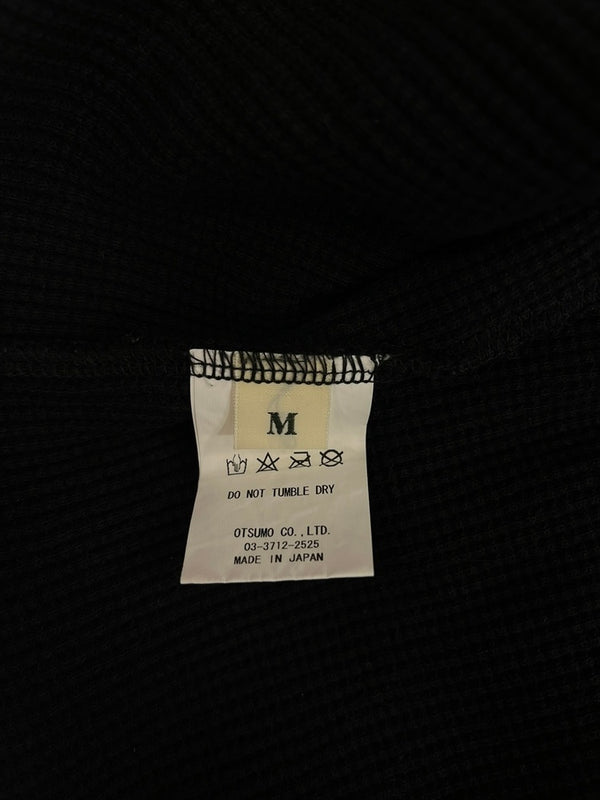 M
DO NOT TUMBLE DRY
OTSUMO CO.,LTD.
03-3712-2525
MADE IN JAPAN